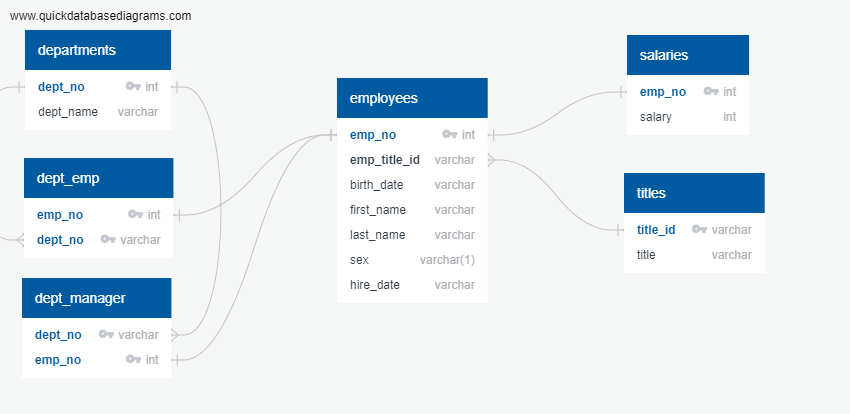 www.quickdatabasediagrams.com
departments
dept_no int
dept_name varchar
dept_emp
emp_no int
dept_no varchar
dept_manager
dept_no varchar
emp_no int
employees
emp_no int
emp_title_id varchar
birth_date varchar
first_name varchar
last_name varchar
sex varchar(1)
hire_date varchar
salaries
emp_no int
salary int
titles
title_id varchar
title varchar